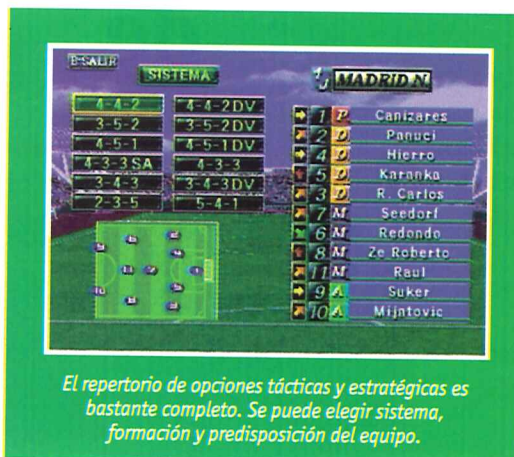 B-SALIR
SISTEMA
MADRID N
4-4-2 4-4-2DV
3-5-2 3-5-2DV
4-5-1 4-5-1DV
4-3-3SA 4-3-3
3-4-3 3-4-3DV
2-3-5 5-4-1
1 P Canizares
2 D Panuci
4 D Hierro
5 D Karanka
3 D R. Carlos
7 M Seedorf
6 M Redondo
8 M Ze Roberto
11 M Raul
9 A Suker
10 A Mijntovic
El repertorio de opciones tácticas y estratégicas es
bastante completo. Se puede elegir sistema,
formación y predisposición del equipo.